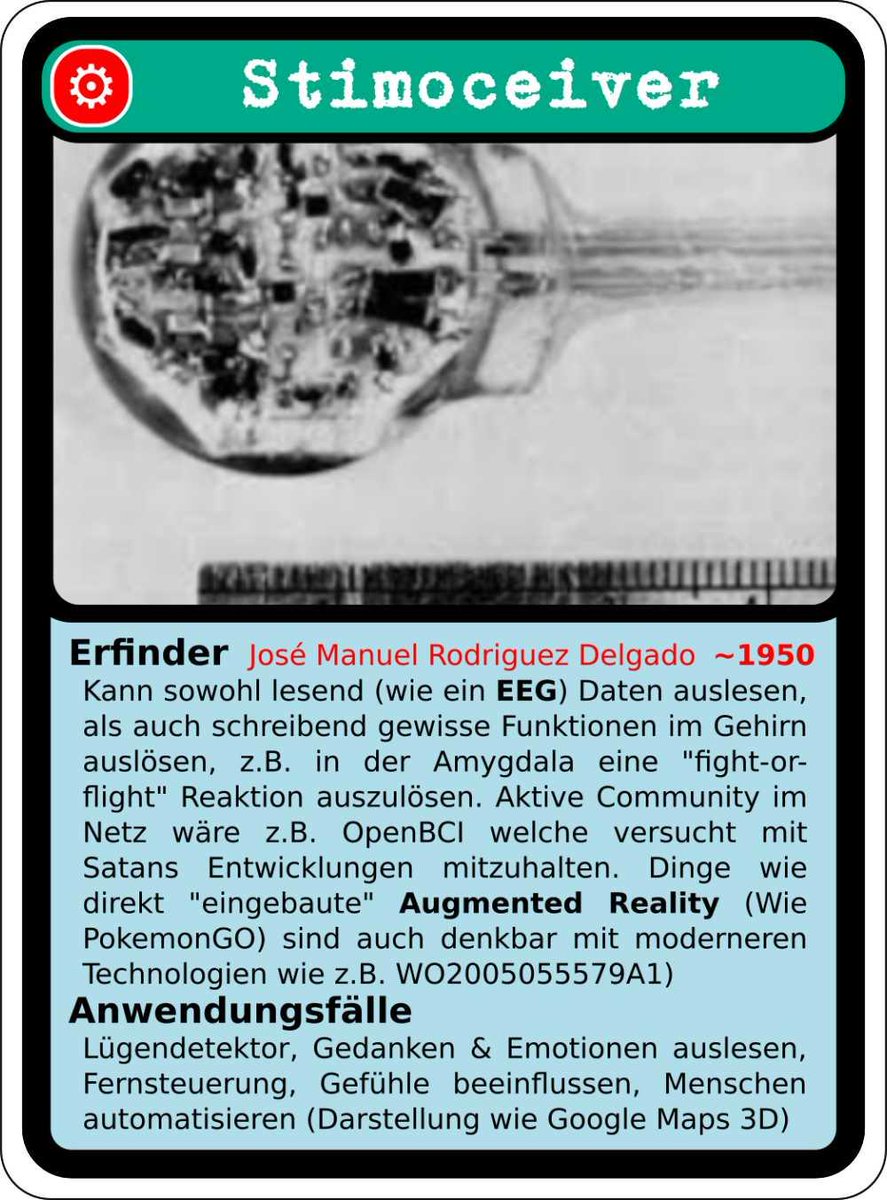 Stimoceiver
Erfinder José Manuel Rodriguez Delgado ~1950
Kann sowohl lesend (wie ein EEG) Daten auslesen,
als auch schreibend gewisse Funktionen im Gehirn
auslösen, z.B. in der Amygdala eine "fight-or-
flight" Reaktion auszulösen. Aktive Community im
Netz wäre z.B. OpenBCI welche versucht mit
Satans Entwicklungen mitzuhalten. Dinge wie
direkt "eingebaute" Augmented Reality (Wie
PokemonGO) sind auch denkbar mit moderneren
Technologien wie z.B. WO2005055579A1)
Anwendungsfälle
Lügendetektor, Gedanken & Emotionen auslesen,
Fernsteuerung, Gefühle beeinflussen, Menschen
automatisieren (Darstellung wie Google Maps 3D)